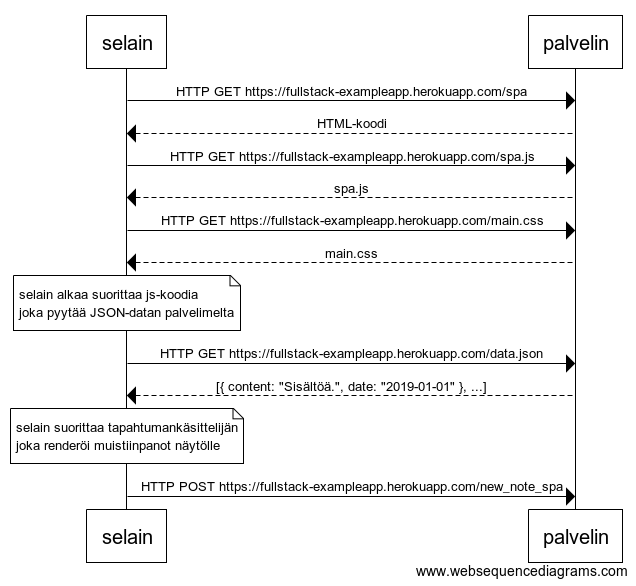 selain palvelin
HTTP GET https://fullstack-exampleapp.herokuapp.com/spa
HTML-koodi
HTTP GET https://fullstack-exampleapp.herokuapp.com/spa.js
spa.js
HTTP GET https://fullstack-exampleapp.herokuapp.com/main.css
main.css
selain alkaa suorittaa js-koodia
joka pyytää JSON-datan palvelimelta
HTTP GET https://fullstack-exampleapp.herokuapp.com/data.json
[{ content: "Sisältöä.", date: "2019-01-01" }, ...]
selain suorittaa tapahtumankäsittelijän
joka renderöi muistiinpanot näytölle
HTTP POST https://fullstack-exampleapp.herokuapp.com/new_note_spa
selain palvelin
www.websequencediagrams.com